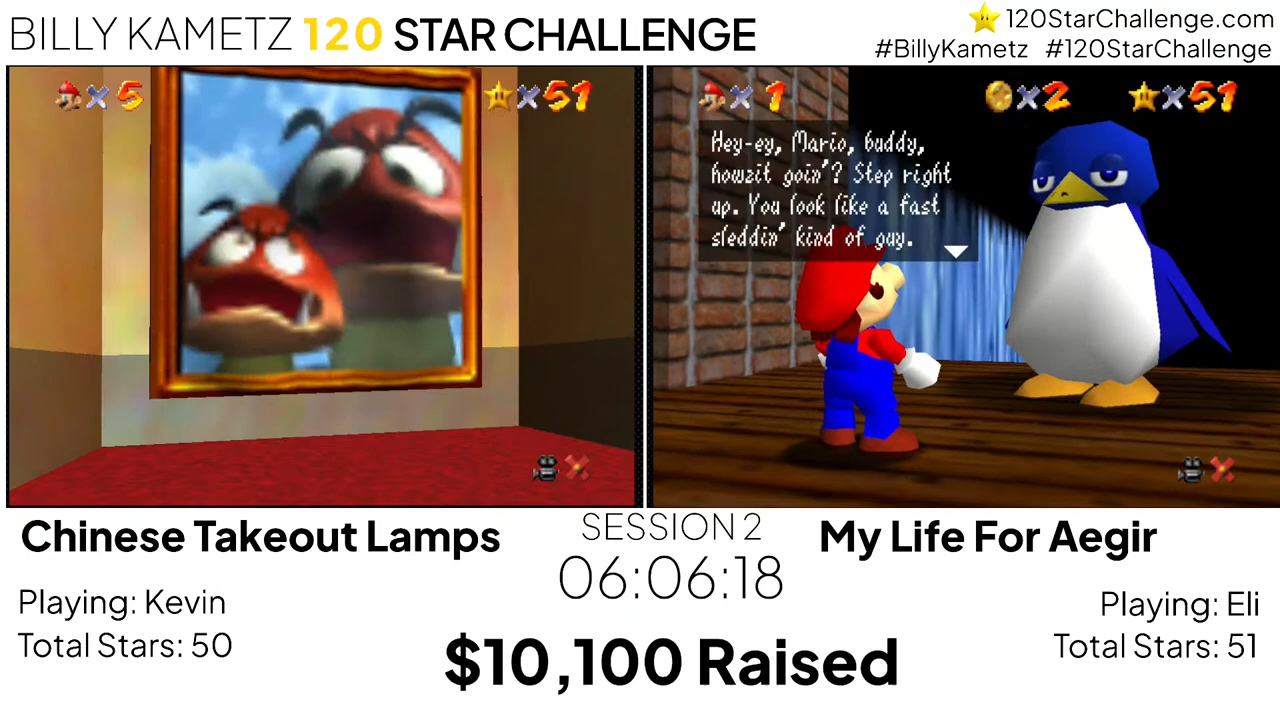 BILLY KAMETZ 120 STAR CHALLENGE
120StarChallenge.com
#BillyKametz #120StarChallenge
x 5
x 51
x 1
x 2
x 51
Hey-ey, Mario, buddy,
howzit goin'? Step right
up. You look like a fast
sleddin' kind of guy.
Chinese Takeout Lamps
SESSION 2
My Life For Aegir
06:06:18
Playing: Kevin
Playing: Eli
Total Stars: 50
Total Stars: 51
$10,100 Raised